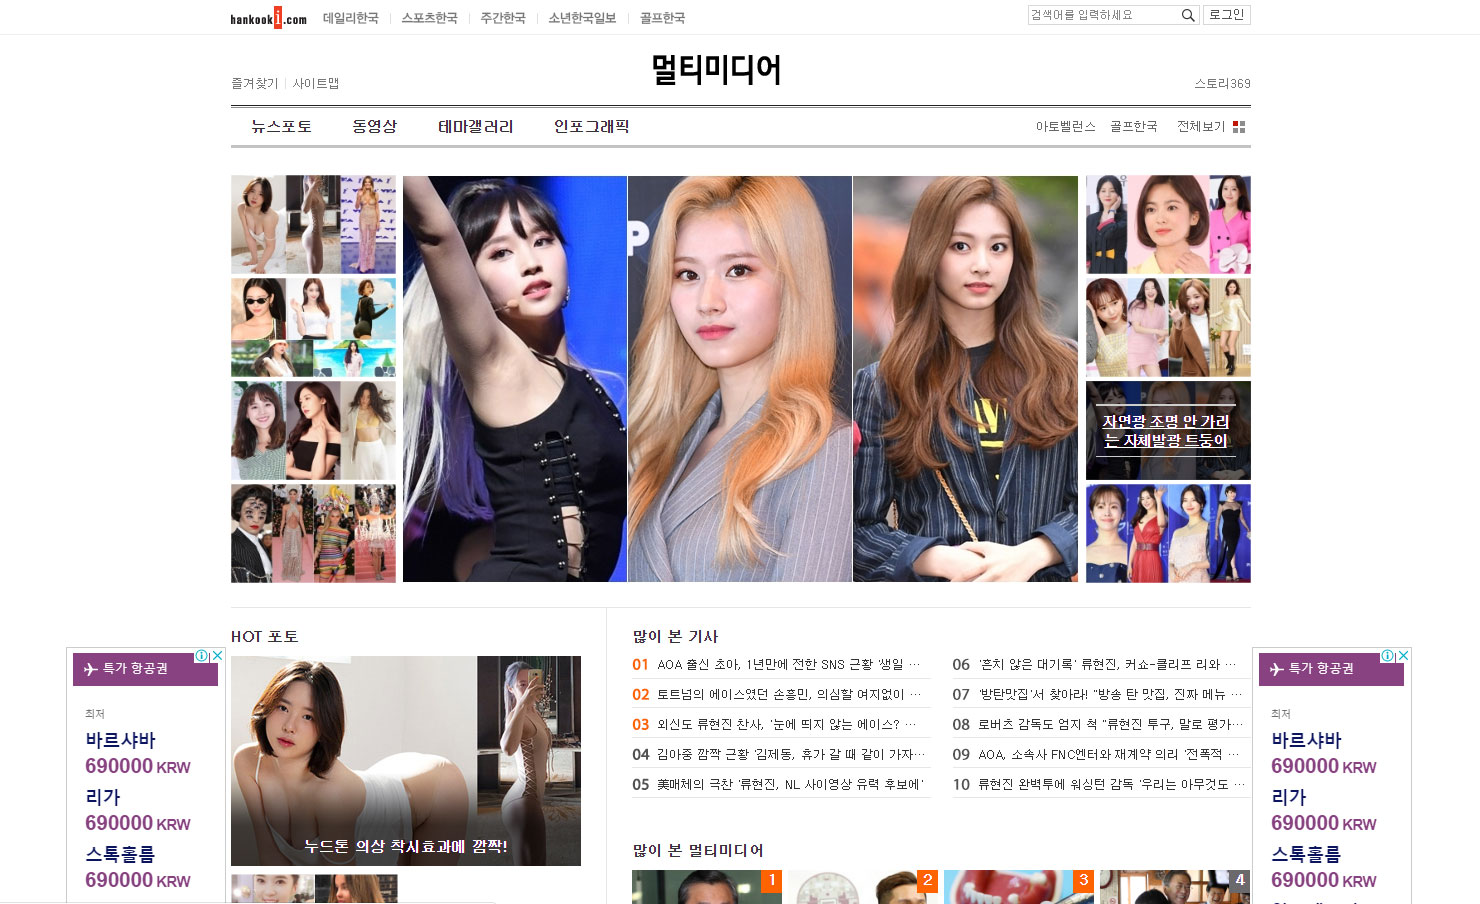 hankooki.com
데일리한국
스포츠한국
주간한국
소년한국일보
골프한국
검색어를 입력하세요
로그인
멀티미디어
즐겨찾기
사이트맵
스토리369
뉴스포토
동영상
테마갤러리
인포그래픽
아토밸런스
골프한국
전체보기
P
자연광 조명 안 가리
는 자체발광 트둥이
HOT 포토
누드톤 의상 착시효과에 깜짝!
많이 본 기사
01 AOA 출신 초아, 1년만에 전한 SNS 근황 '생일 ···
02 토트넘의 에이스였던 손흥민, 의심할 여지없이 ···
03 외신도 류현진 찬사, '눈에 띄지 않는 에이스? ···
04 김아중 깜짝 근황 '김제동, 휴가 갈 때 같이 가자···
05 美매체의 극찬 '류현진, NL 사이영상 유력 후보에'
06 '흔치 않은 대기록' 류현진, 커쇼-클리프 리와 ···
07 '방탄맛집'서 찾아라! "방송 탄 맛집, 진짜 메뉴 ···
08 로버츠 감독도 엄지 척 "류현진 투구, 말로 평가···
09 AOA, 소속사 FNC엔터와 재계약 의리 '전폭적 ···
10 류현진 완벽투에 워싱턴 감독 '우리는 아무것도 ···
많이 본 멀티미디어
1
2
3
4
특가 항공권
최저
바르샤바
690000 KRW
리가
690000 KRW
스톡홀름
690000 KRW
특가 항공권
최저
바르샤바
690000 KRW
리가
690000 KRW
스톡홀름
690000 KRW